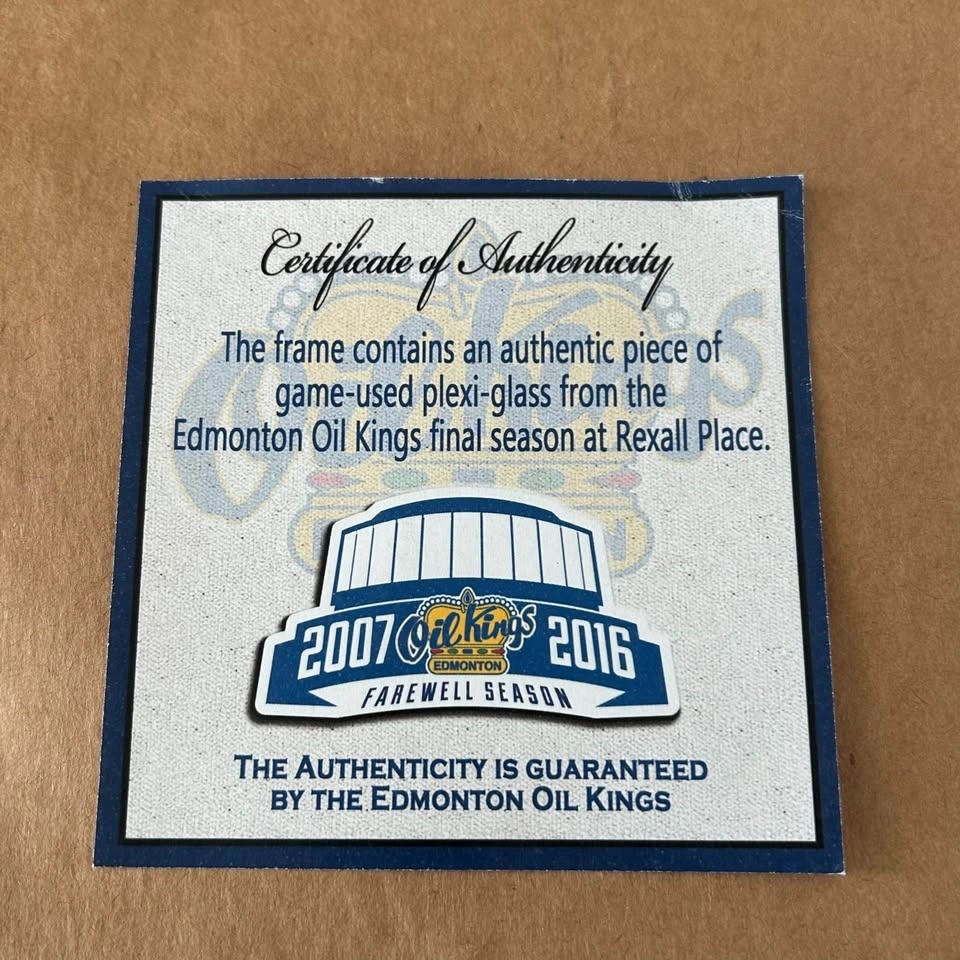 Certificate of Authenticity
The frame contains an authentic piece of
game-used plexi-glass from the
Edmonton Oil Kings final season at Rexall Place.
2007 Oil Kings 2016
EDMONTON
FAREWELL SEASON
THE AUTHENTICITY IS GUARANTEED
BY THE EDMONTON OIL KINGS